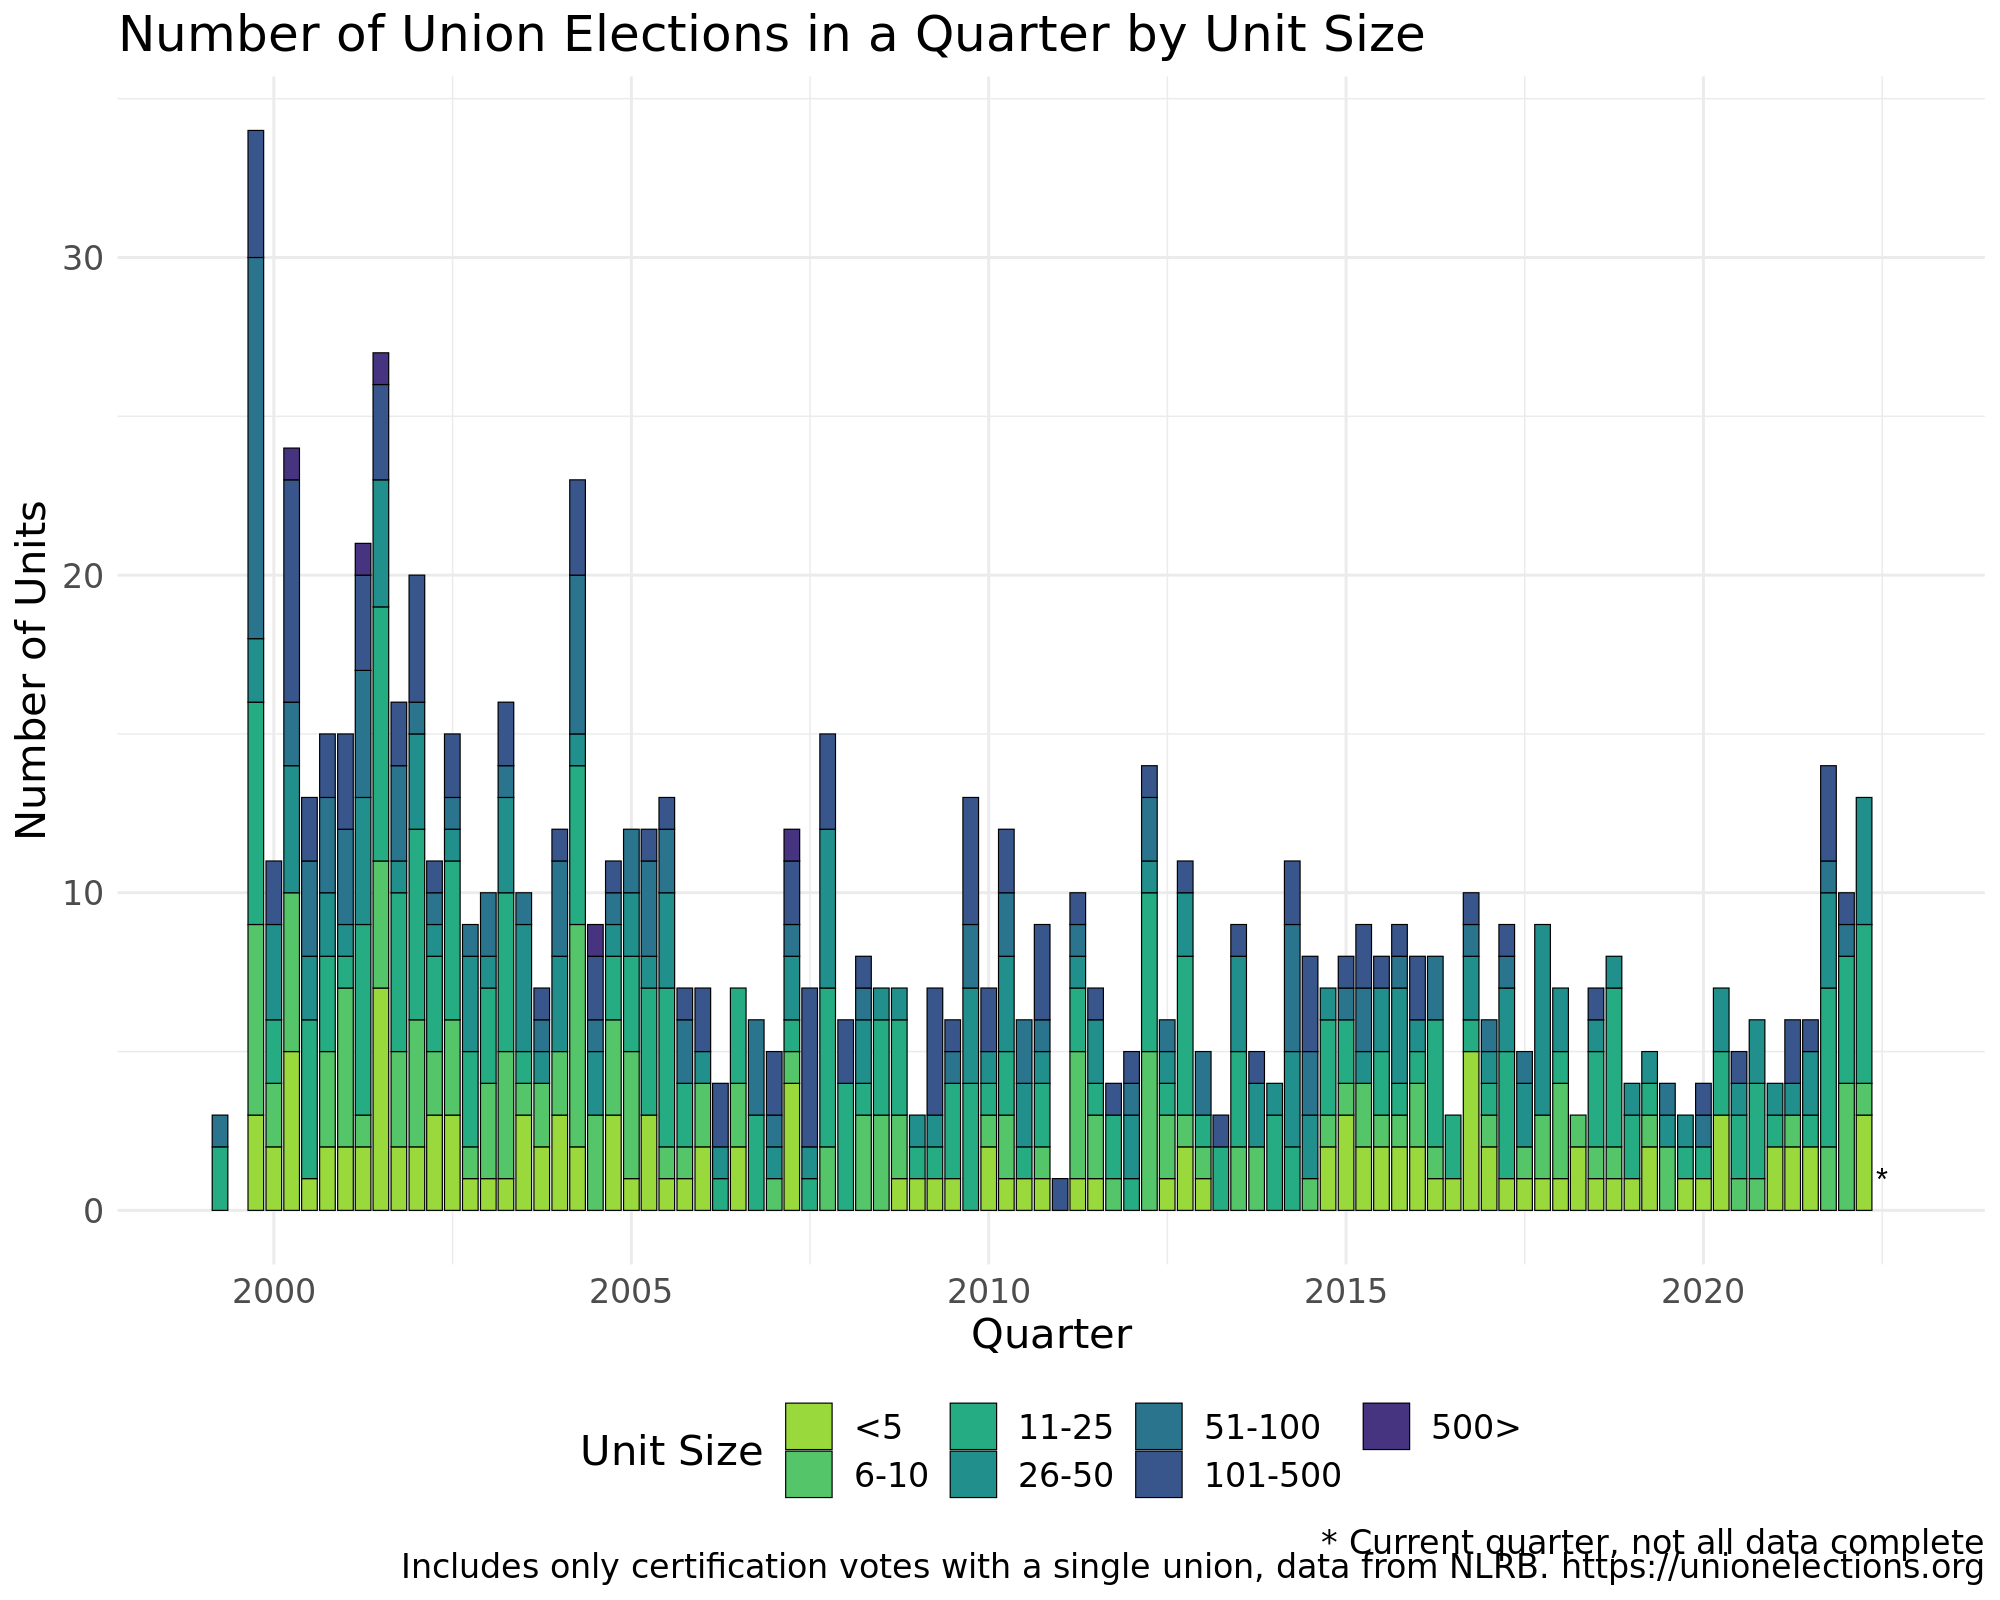 Number of Union Elections in a Quarter by Unit Size
Number of Units
30
20
10
0
*
2000 2005 2010 2015 2020
Quarter
Unit Size
<5 11-25 51-100 500>
6-10 26-50 101-500
* Current quarter, not all data complete
Includes only certification votes with a single union, data from NLRB. https://unionelections.org